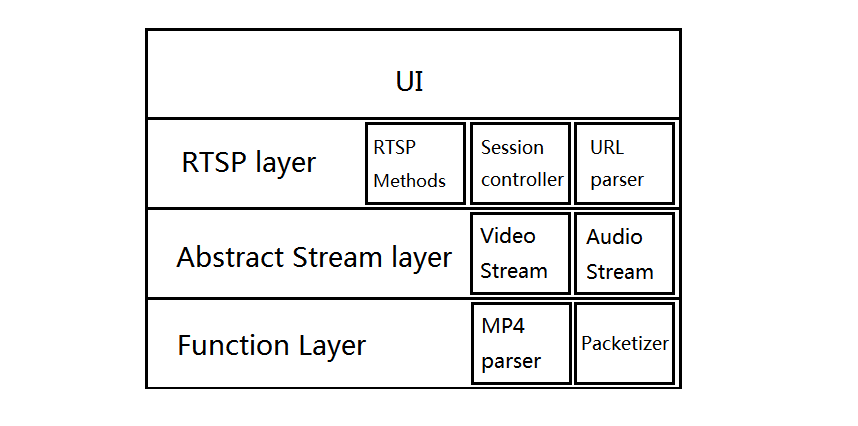 UI
RTSP layer
RTSP
Methods
Session
controller
URL
parser
Abstract Stream layer
Video
Stream
Audio
Stream
Function Layer
MP4
parser
Packetizer